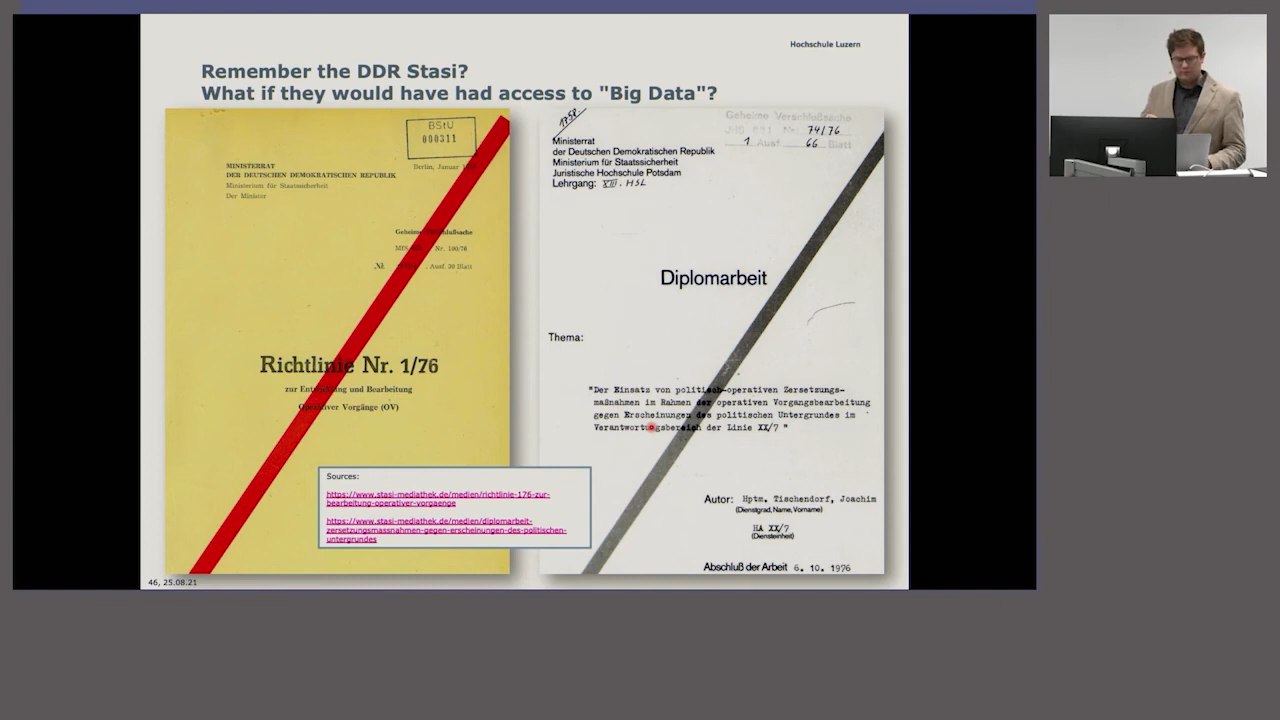 Hochschule Luzern
Remember the DDR Stasi?
What if they would have had access to "Big Data"?
BStU
000311
MINISTERRAT
DER DEUTSCHEN DEMOKRATISCHEN REPUBLIK
Ministerium für Staatssicherheit
Der Minister
Berlin, Januar
Geheime
MfS Nr. 100/76
№ Ausf. 30 Blatt
Richtlinie Nr. 1/76
zur Entwicklung und Bearbeitung
Operativer Vorgänge (OV)
Geheime Verschlußsache
Nr. 74/76
1 Ausf. 66 Blatt
Ministerrat
der Deutschen Demokratischen Republik
Ministerium für Staatssicherheit
Juristische Hochschule Potsdam
Lehrgang: XIII. HSL
Diplomarbeit
Thema:
"Der Einsatz von politisch-operativen Zersetzungs-
maßnahmen im Rahmen der operativen Vorgangsbearbeitung
gegen Erscheinungen des politischen Untergrundes im
Verantwortungsbereich der Linie XX/7 "
Autor: Hptm. Tischendorf, Joachim
(Dienstgrad, Name, Vorname)
HA XX/7
(Diensteinheit)
Abschluß der Arbeit 6. 10. 1976
Sources:
https://www.stasi-mediathek.de/medien/richtlinie-176-zur-
bearbeitung-operativer-vorgaenge
https://www.stasi-mediathek.de/medien/diplomarbeit-
zersetzungsmassnahmen-gegen-erscheinungen-des-politischen-
untergrundes
46, 25.08.21